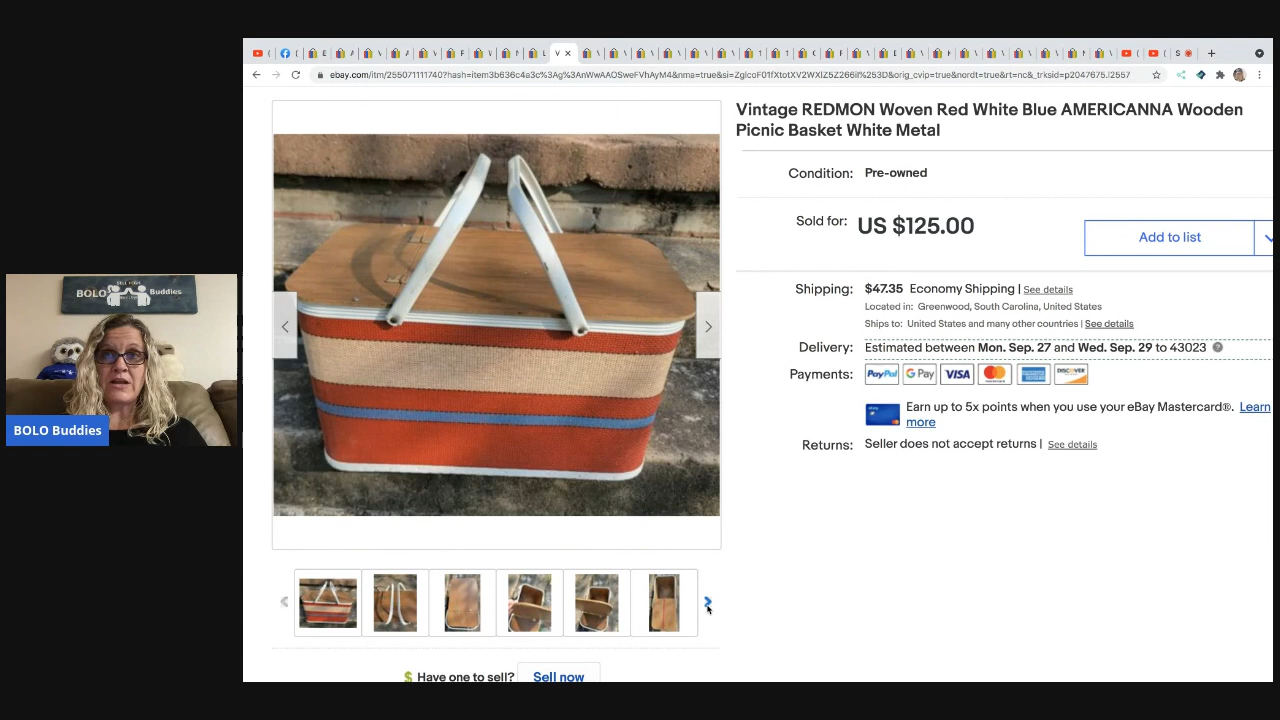 ebay.com/itm/255071111740?hash=item3b636c4a3c%3Ag%3AnWwAAOSweFVhAyM4&nma=true&si=ZglcoF01fXtotXV2WXIZ5Z266iI%253D&orig_cvip=true&nordt=true&rt=nc&_trksid=p2047675.l2557
Vintage REDMON Woven Red White Blue AMERICANNA Wooden
Picnic Basket White Metal
Condition: Pre-owned
Sold for: US $125.00
Add to list
Shipping: $47.35 Economy Shipping | See details
Located in: Greenwood, South Carolina, United States
Ships to: United States and many other countries | See details
Delivery: Estimated between Mon. Sep. 27 and Wed. Sep. 29 to 43023
Payments: PayPal G Pay VISA MasterCard DISCOVER
Earn up to 5x points when you use your eBay Mastercard®. Learn
more
Returns: Seller does not accept returns | See details
BOLO Buddies
BOLO Buddies
$ Have one to sell? Sell now